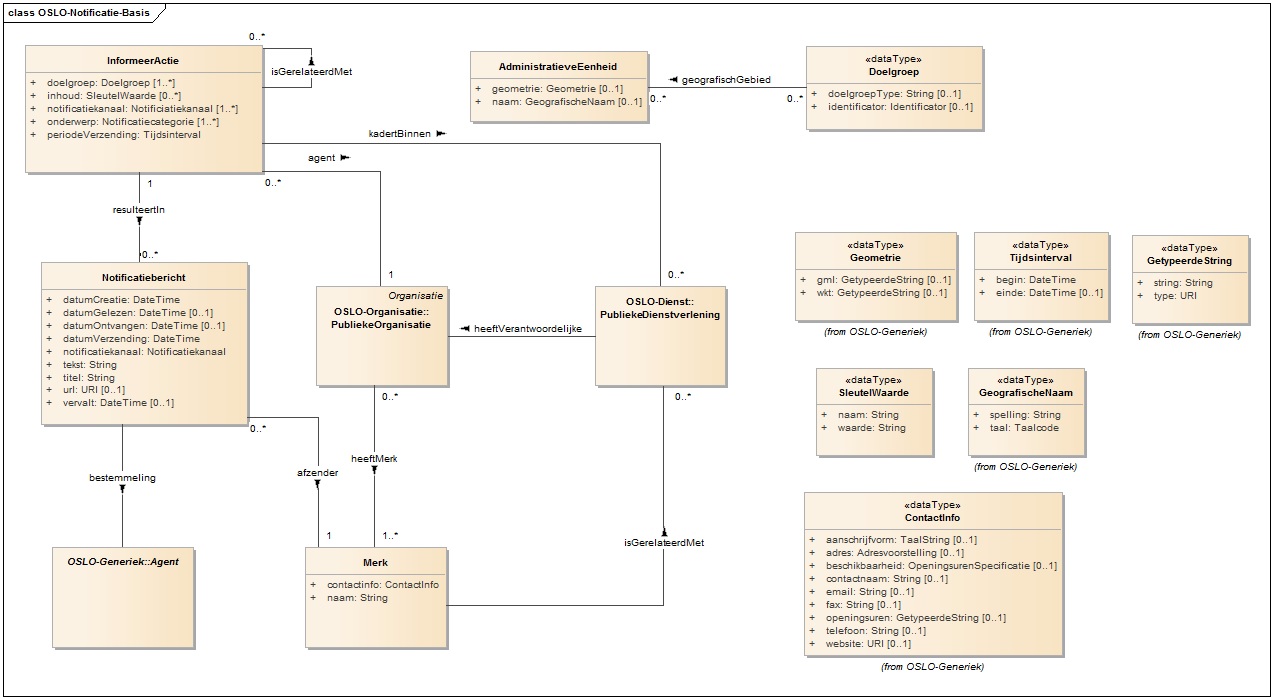 class OSLO-Notificatie-Basis
InformeerActie
+ doelgroep: Doelgroep [1..*]
+ inhoud: SleutelWaarde [0..*]
+ notificatiekanaal: Notificiatiekanaal [1..*]
+ onderwerp: Notificatiecategorie [1..*]
+ periodeVerzending: Tijdsinterval
0..*
isGerelateerdMet
AdministratieveEenheid
+ geometrie: Geometrie [0..1]
+ naam: GeografischeNaam [0..1]
geografischGebied
0..*
0..*
«dataType»
Doelgroep
+ doelgroepType: String [0..1]
+ identificator: Identificator [0..1]
kadertBinnen
agent
0..*
1
resulteertIn
0..*
1
0..*
Notificatiebericht
+ datumCreatie: DateTime
+ datumGelezen: DateTime [0..1]
+ datumOntvangen: DateTime [0..1]
+ datumVerzending: DateTime
+ notificatiekanaal: Notificatiekanaal
+ tekst: String
+ titel: String
+ url: URI [0..1]
+ vervalt: DateTime [0..1]
Organisatie
OSLO-Organisatie::
PubliekeOrganisatie
heeftVerantwoordelijke
OSLO-Dienst::
PubliekeDienstverlening
«dataType»
Geometrie
+ gml: GetypeerdeString [0..1]
+ wkt: GetypeerdeString [0..1]
(from OSLO-Generiek)
«dataType»
Tijdsinterval
+ begin: DateTime
+ einde: DateTime [0..1]
(from OSLO-Generiek)
«dataType»
GetypeerdeString
+ string: String
+ type: URI
(from OSLO-Generiek)
«dataType»
SleutelWaarde
+ naam: String
+ waarde: String
«dataType»
GeografischeNaam
+ spelling: String
+ taal: Taalcode
(from OSLO-Generiek)
0..*
0..*
0..*
bestemmeling
afzender
heeftMerk
1
1..*
isGerelateerdMet
OSLO-Generiek::Agent
Merk
+ contactinfo: ContactInfo
+ naam: String
«dataType»
ContactInfo
+ aanschrijfvorm: TaalString [0..1]
+ adres: Adresvoorstelling [0..1]
+ beschikbaarheid: OpeningsurenSpecificatie [0..1]
+ contactnaam: String [0..1]
+ email: String [0..1]
+ fax: String [0..1]
+ openingsuren: GetypeerdeString [0..1]
+ telefoon: String [0..1]
+ website: URI [0..1]
(from OSLO-Generiek)